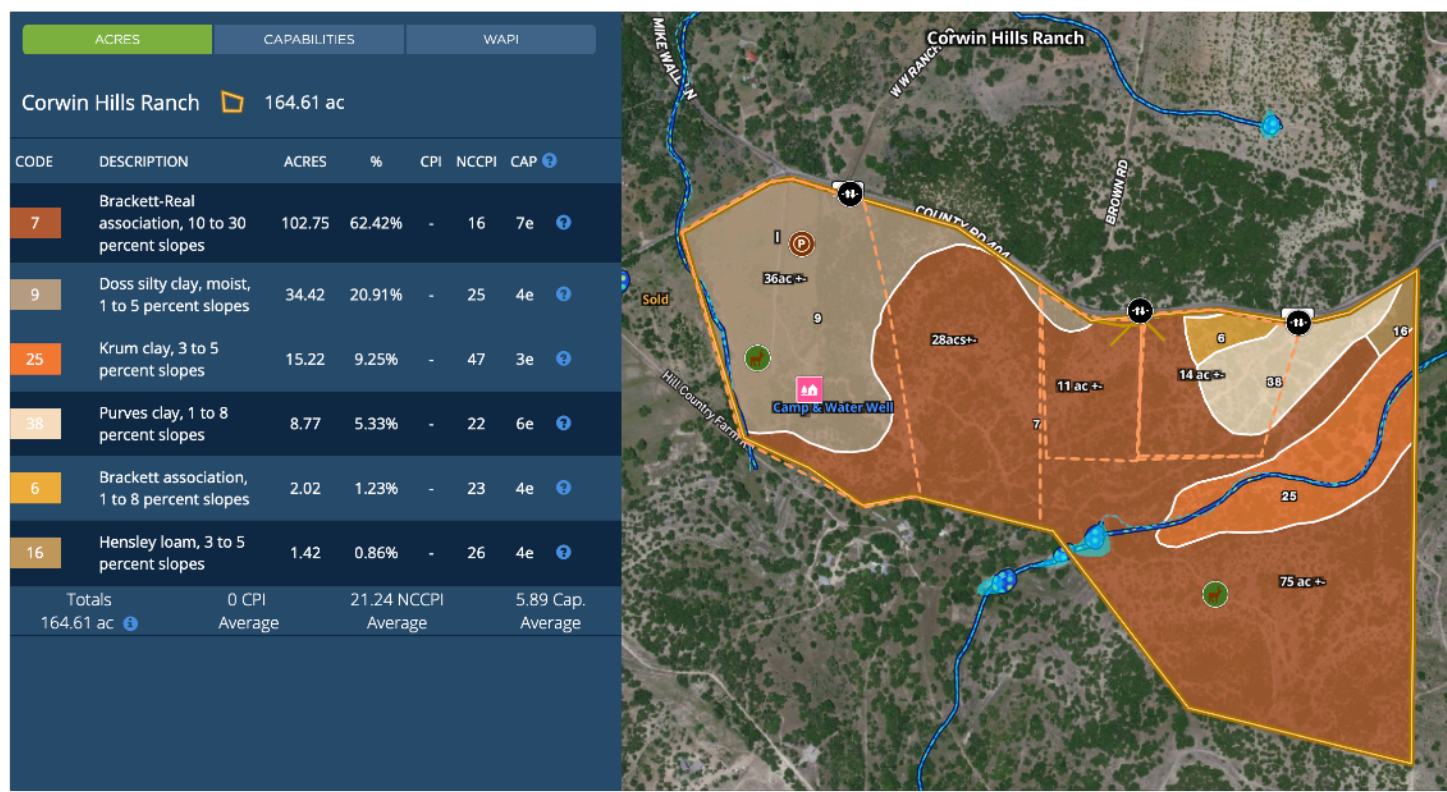 ACRES CAPABILITIES WAPI
Corwin Hills Ranch 164.61 ac
CODE DESCRIPTION ACRES % CPI NCCPI CAP ?
7 Brackett-Real association, 10 to 30 percent slopes 102.75 62.42% - 16 7e ?
9 Doss silty clay, moist, 1 to 5 percent slopes 34.42 20.91% - 25 4e ?
25 Krum clay, 3 to 5 percent slopes 15.22 9.25% - 47 3e ?
38 Purves clay, 1 to 8 percent slopes 8.77 5.33% - 22 6e ?
6 Brackett association, 1 to 8 percent slopes 2.02 1.23% - 23 4e ?
16 Hensley loam, 3 to 5 percent slopes 1.42 0.86% - 26 4e ?
Totals 0 CPI 21.24 NCCPI 5.89 Cap.
164.61 ac i Average Average Average
Corwin Hills Ranch
MIKE WALL N
W W RANCH
BROWN RD
COUNTY RD 404
I
P
36ac +-
Sold
9
28acs+-
6
16
14 ac +-
38
11 ac +-
Camp & Water Well
Hill Country Farm
7
25
75 ac +-